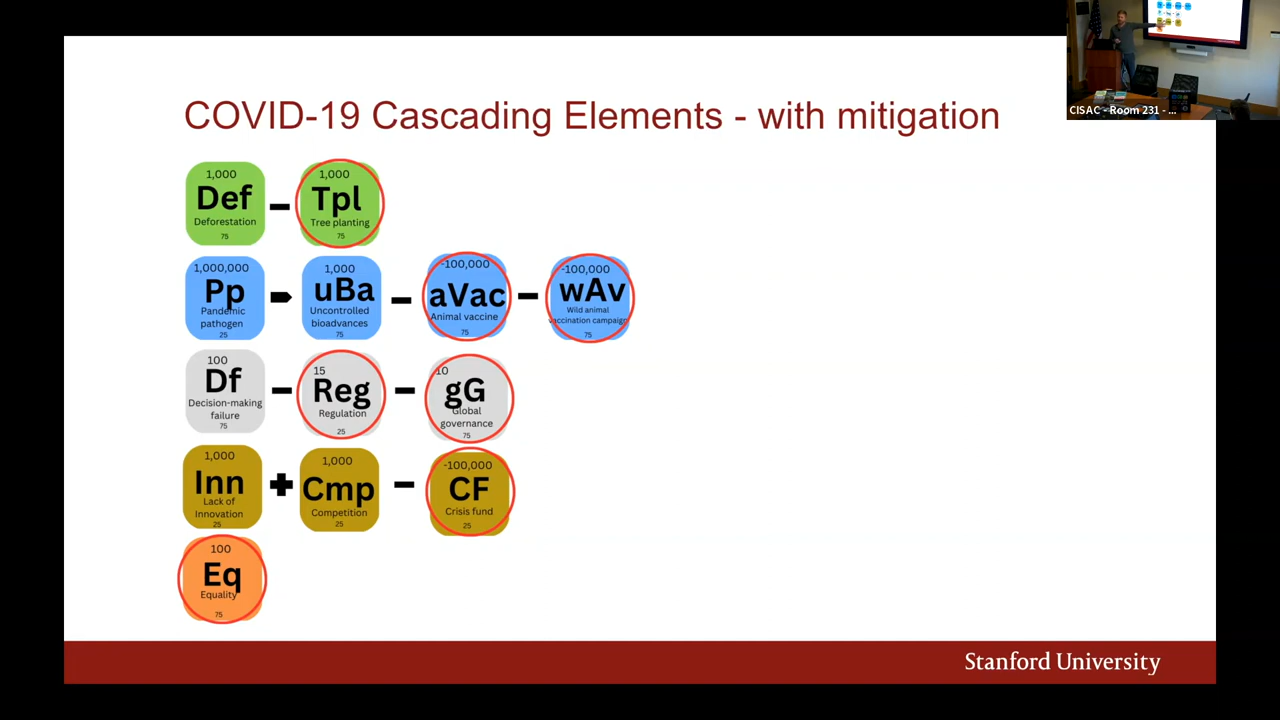 CISAC - Room 231 - ...
COVID-19 Cascading Elements - with mitigation
1,000
Def
Deforestation
75
-
1,000
Tpl
Tree planting
75
1,000,000
Pp
Pandemic
pathogen
25
1,000
uBa
Uncontrolled
bioadvances
75
-
-100,000
aVac
Animal vaccine
75
-
-100,000
wAv
Wild animal
vaccination campaign
75
100
Df
Decision-making
failure
75
-
15
Reg
Regulation
25
-
10
gG
Global
governance
75
1,000
Inn
Lack of
Innovation
25
+
1,000
Cmp
Competition
25
-
-100,000
CF
Crisis fund
25
100
Eq
Equality
75
Stanford University